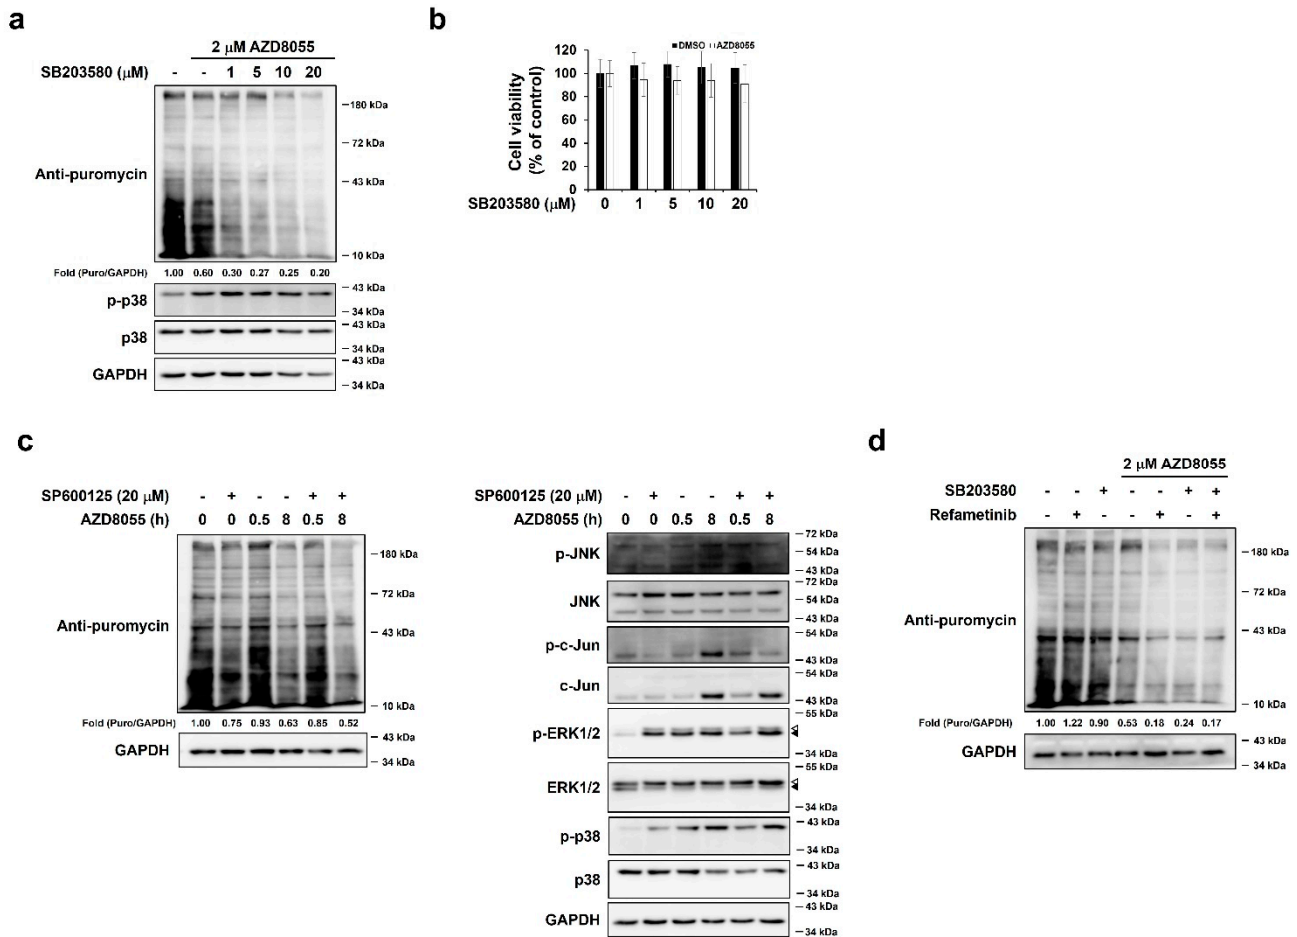 a
2 μM AZD8055
SB203580 (μM) - - 1 5 10 20
Anti-puromycin
180 kDa
72 kDa
43 kDa
10 kDa
Fold (Puro/GAPDH) 1.00 0.60 0.30 0.27 0.25 0.20
p-p38
43 kDa
34 kDa
p38
43 kDa
34 kDa
GAPDH
43 kDa
34 kDa
b
DMSO AZD8055
Cell viability
(% of control)
120
100
80
60
40
20
0
SB203580 (μM) 0 1 5 10 20
c
SP600125 (20 μM) - + - - + +
AZD8055 (h) 0 0 0.5 8 0.5 8
Anti-puromycin
180 kDa
72 kDa
43 kDa
10 kDa
Fold (Puro/GAPDH) 1.00 0.75 0.93 0.63 0.85 0.52
GAPDH
43 kDa
34 kDa
SP600125 (20 μM) - + - - + +
AZD8055 (h) 0 0 0.5 8 0.5 8
p-JNK
72 kDa
54 kDa
43 kDa
JNK
72 kDa
54 kDa
43 kDa
p-c-Jun
54 kDa
43 kDa
c-Jun
54 kDa
43 kDa
p-ERK1/2
55 kDa
34 kDa
ERK1/2
55 kDa
34 kDa
p-p38
43 kDa
34 kDa
p38
43 kDa
34 kDa
GAPDH
43 kDa
34 kDa
d
2 μM AZD8055
SB203580 - - + - - + +
Refametinib - + - - + - +
Anti-puromycin
180 kDa
72 kDa
43 kDa
10 kDa
Fold (Puro/GAPDH) 1.00 1.22 0.90 0.53 0.18 0.24 0.17
GAPDH
43 kDa
34 kDa